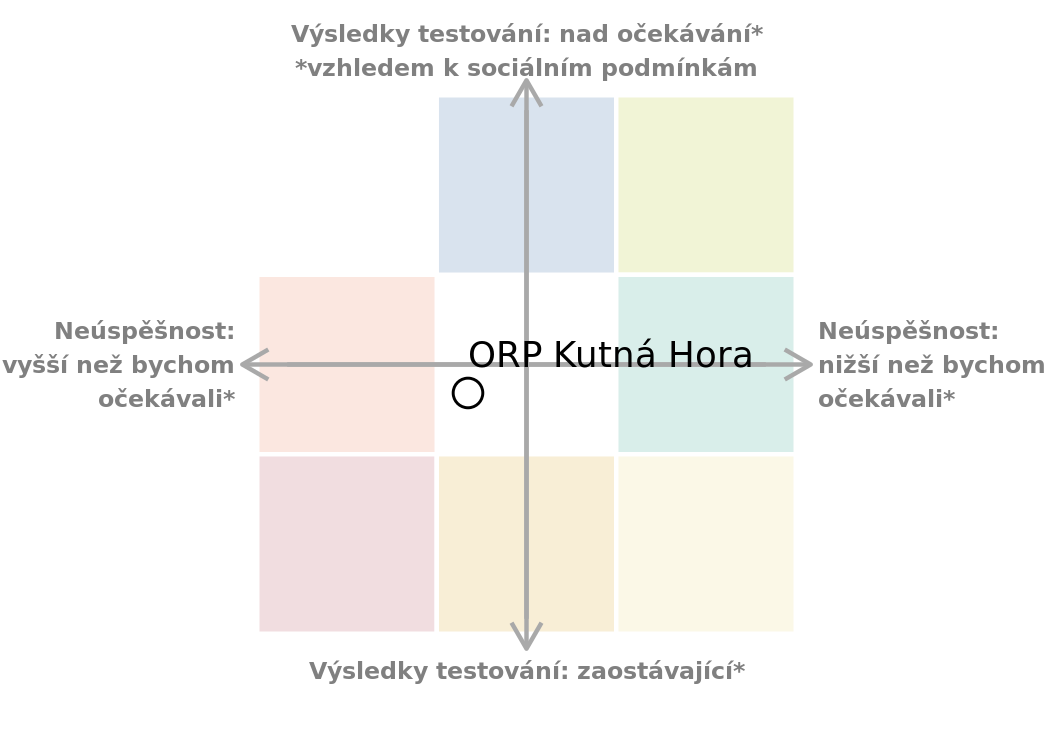 Výsledky testování: nad očekávání*
*vzhledem k sociálním podmínkám
Neúspěšnost:
vyšší než bychom
očekávali*
ORP Kutná Hora
Neúspěšnost:
nižší než bychom
očekávali*
Výsledky testování: zaostávající*